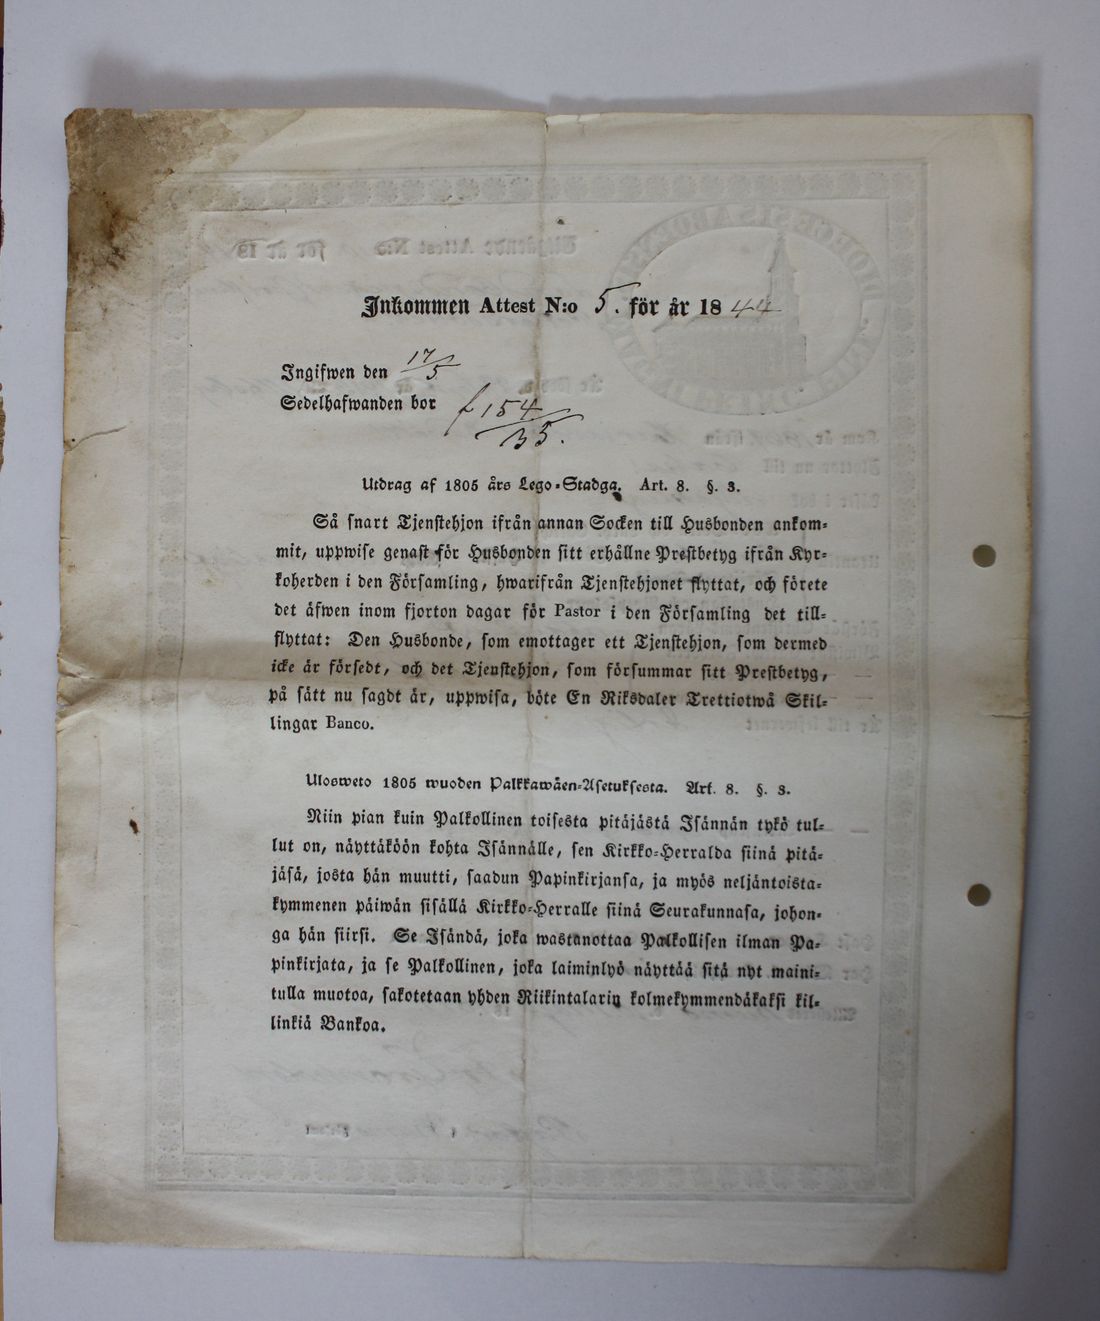 Inkommen Attest N:o 5. för år 1844
Ingifwen den 17/5
Sedelhafwanden bor f 154/35.
Utdrag af 1805 års Lego-Stadga. Art. 8. §. 3.
Så snart Tjenstehjon ifrån annan Socken till Husbonden ankom-
mit, uppwise genast för Husbonden sitt erhållne Prestbetyg ifrån Kyr-
koherden i den Församling, hwarifrån Tjenstehjonet flyttat, och förete
det äfwen inom fjorton dagar för Pastor i den Församling det till-
flyttat: Den Husbonde, som emottager ett Tjenstehjon, som dermed
icke är försedt, och det Tjenstehjon, som försummar sitt Prestbetyg,
på sätt nu sagdt är, uppwisa, böte En Riksdaler Trettiotwå Skil-
lingar Banco.
Ulosweto 1805 wuoden Palkkawäen-Asetuksesta. Art. 8. §. 3.
Niin pian kuin Palkollinen toisesta pitäjästä Isännän tykö tul-
lut on, näyttäköön kohta Isännälle, sen Kirkko-Herralda siinä pitä-
jäsä, josta hän muutti, saadun Papinkirjansa, ja myös neljäntoista-
kymmenen päiwän sisällä Kirkko-Herralle siinä Seurakunnasa, johon-
ga hän siirsi. Se Isändä, joka wastanottaa Palkollisen ilman Pa-
pinkirjata, ja se Palkollinen, joka laiminlyö näyttää sitä nyt maini-
tulla muotoa, sakotetaan yhden Riikintalarin kolmekymmendäkaksi kil-
linkiä Bankoa.